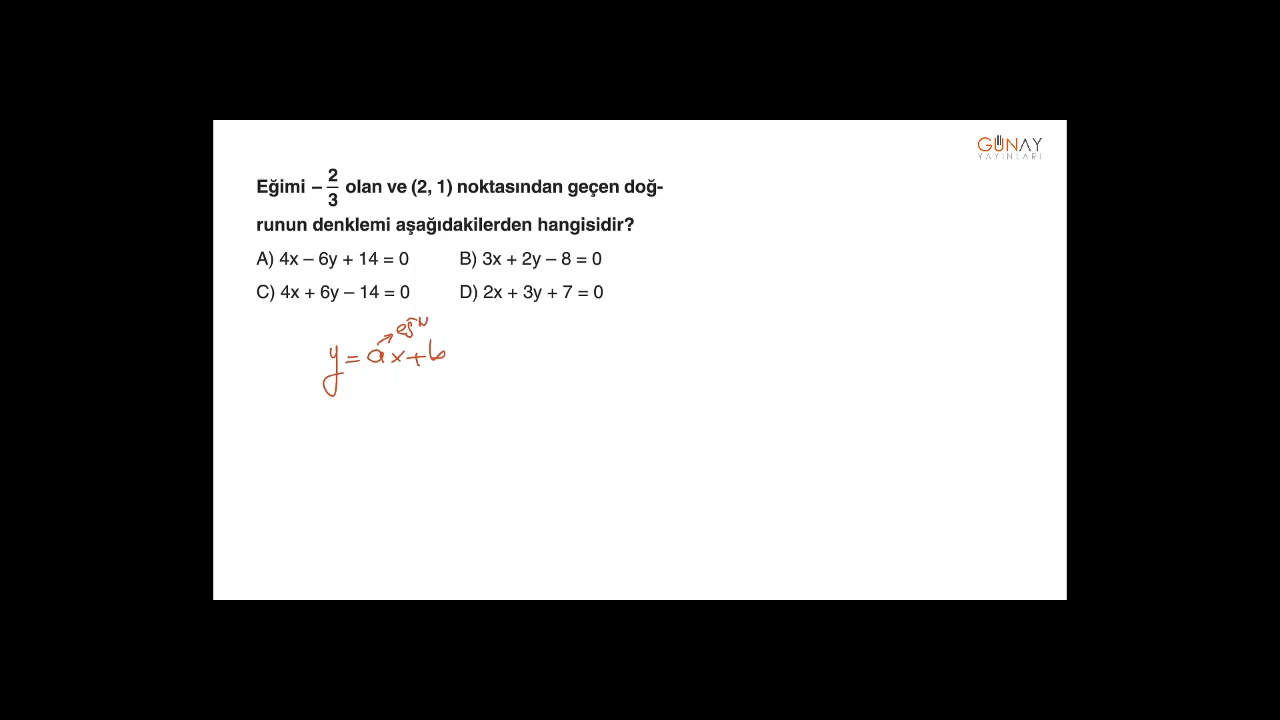 GÜNAY
YAYINLARI
Eğimi – 2/3 olan ve (2, 1) noktasından geçen doğ-
runun denklemi aşağıdakilerden hangisidir?
A) 4x – 6y + 14 = 0 B) 3x + 2y – 8 = 0
C) 4x + 6y – 14 = 0 D) 2x + 3y + 7 = 0
y = ax + b